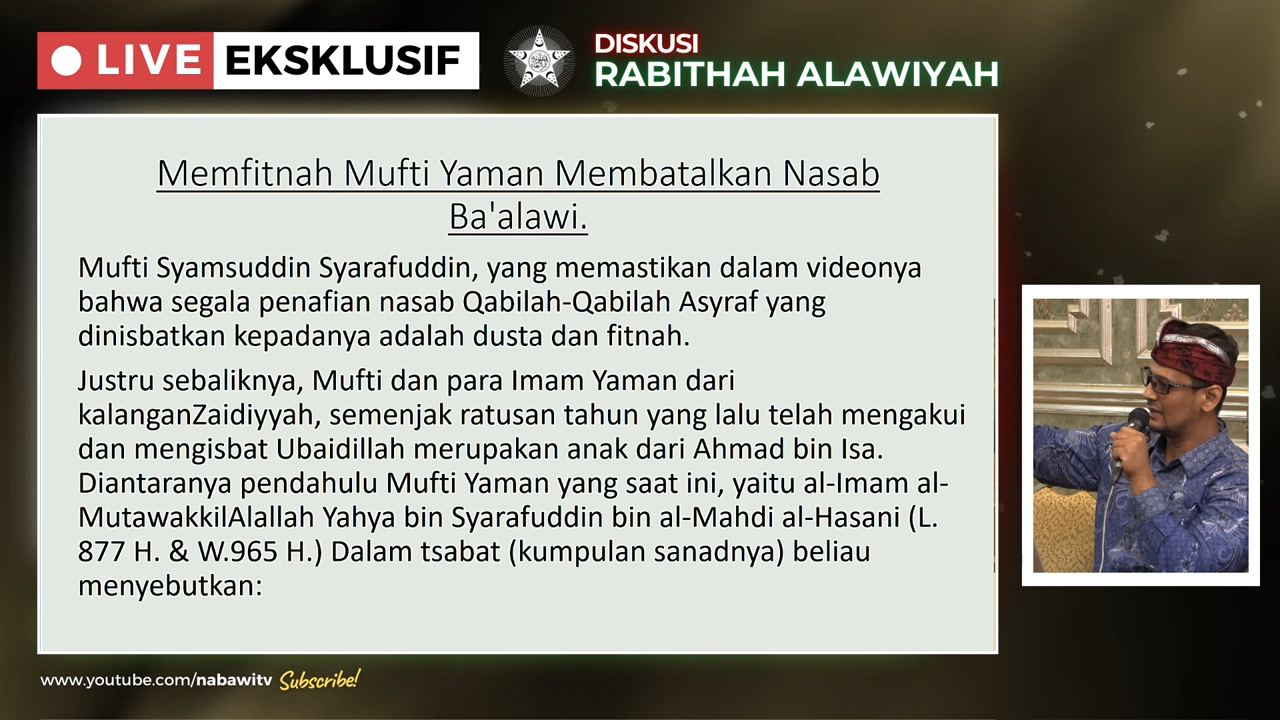 LIVE EKSKLUSIF
DISKUSI
RABITHAH ALAWIYAH
Memfitnah Mufti Yaman Membatalkan Nasab
Ba'alawi.
Mufti Syamsuddin Syarafuddin, yang memastikan dalam videonya
bahwa segala penafian nasab Qabilah-Qabilah Asyraf yang
dinisbatkan kepadanya adalah dusta dan fitnah.
Justru sebaliknya, Mufti dan para Imam Yaman dari
kalanganZaidiyyah, semenjak ratusan tahun yang lalu telah mengakui
dan mengisbat Ubaidillah merupakan anak dari Ahmad bin Isa.
Diantaranya pendahulu Mufti Yaman yang saat ini, yaitu al-Imam al-
MutawakkilAlallah Yahya bin Syarafuddin bin al-Mahdi al-Hasani (L.
877 H. & W.965 H.) Dalam tsabat (kumpulan sanadnya) beliau
menyebutkan:
www.youtube.com/nabawitv Subscribe!